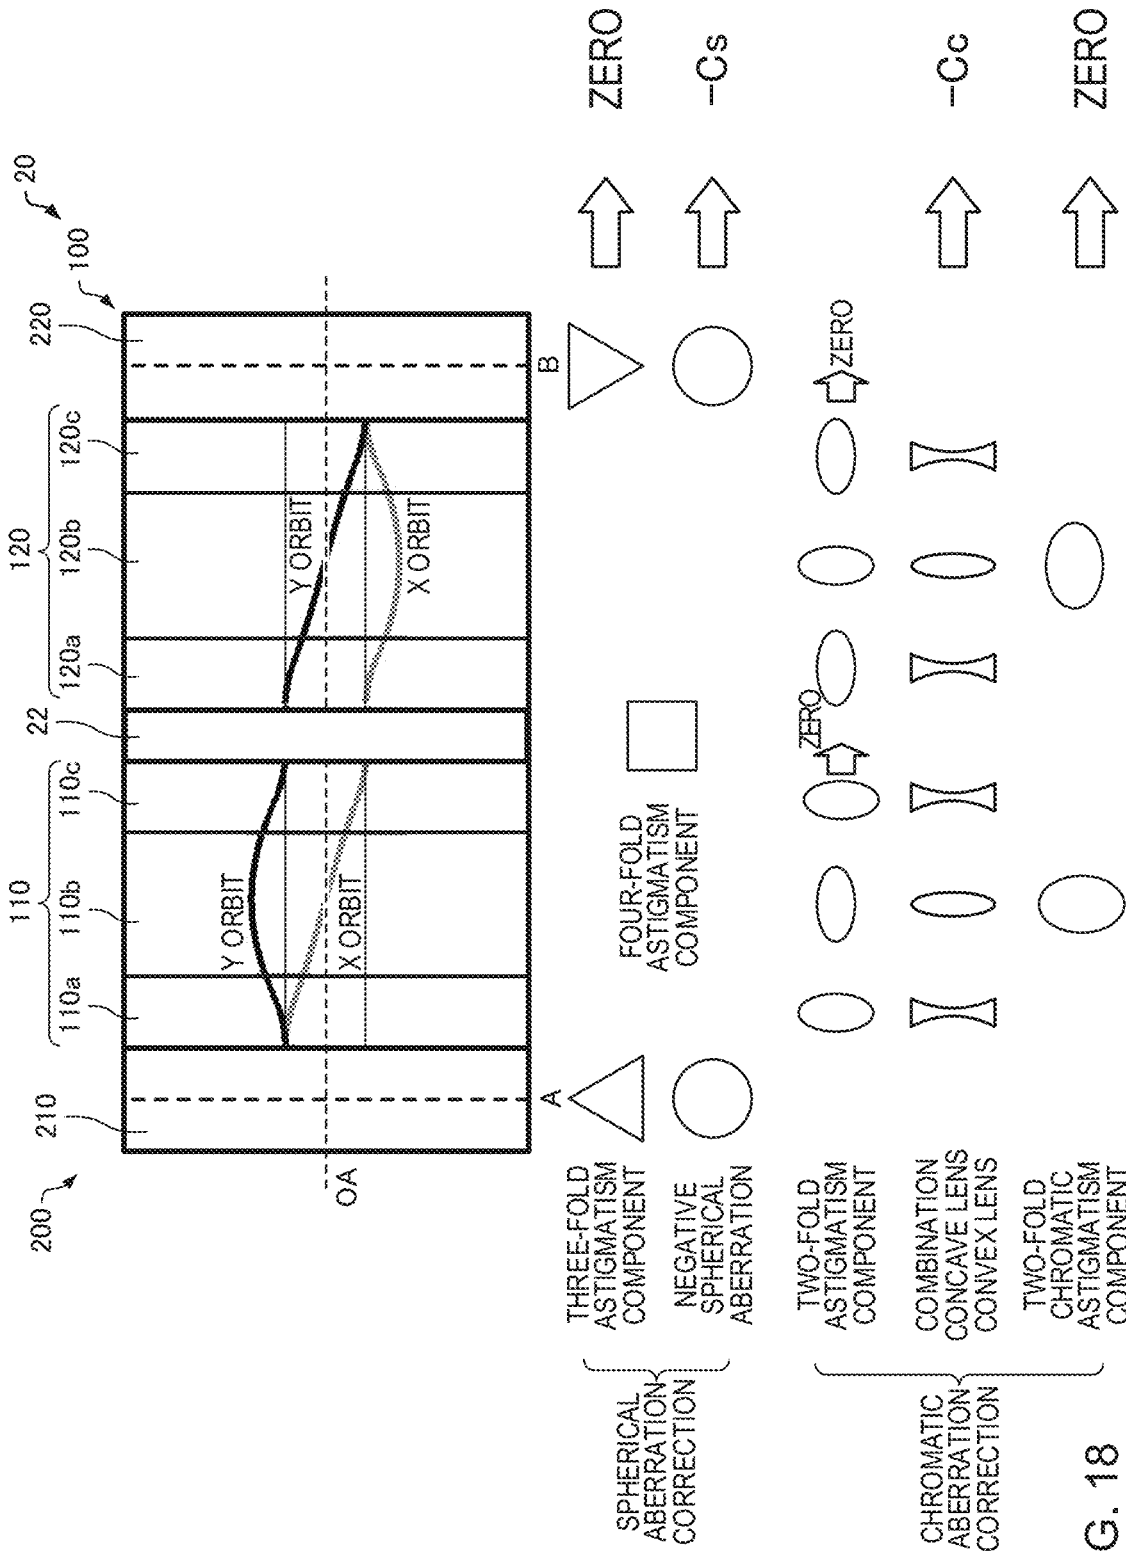 20
100
200
210
110
110a
110b
110c
22
120
120a
120b
120c
220
Y ORBIT
X ORBIT
Y ORBIT
X ORBIT
OA
A
B
SPHERICAL
ABERRATION
CORRECTION
THREE-FOLD
ASTIGMATISM
COMPONENT
ZERO
NEGATIVE
SPHERICAL
ABERRATION
–Cs
FOUR-FOLD
ASTIGMATISM
COMPONENT
CHROMATIC
ABERRATION
CORRECTION
TWO-FOLD
ASTIGMATISM
COMPONENT
ZERO
ZERO
COMBINATION
CONCAVE LENS
CONVEX LENS
–Cc
TWO-FOLD
CHROMATIC
ASTIGMATISM
COMPONENT
ZERO
G. 18